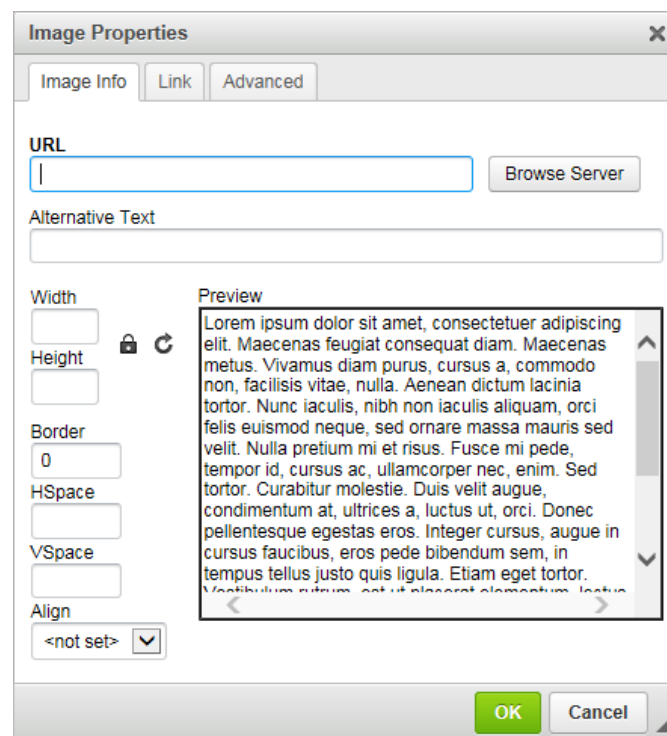 Image Properties
Image Info
Link
Advanced
URL
Browse Server
Alternative Text
Width
Height
Border
0
HSpace
VSpace
Align
<not set>
Preview
Lorem ipsum dolor sit amet, consectetuer adipiscing
elit. Maecenas feugiat consequat diam. Maecenas
metus. Vivamus diam purus, cursus a, commodo
non, facilisis vitae, nulla. Aenean dictum lacinia
tortor. Nunc iaculis, nibh non iaculis aliquam, orci
felis euismod neque, sed ornare massa mauris sed
velit. Nulla pretium mi et risus. Fusce mi pede,
tempor id, cursus ac, ullamcorper nec, enim. Sed
tortor. Curabitur molestie. Duis velit augue,
condimentum at, ultrices a, luctus ut, orci. Donec
pellentesque egestas eros. Integer cursus, augue in
cursus faucibus, eros pede bibendum sem, in
tempus tellus justo quis ligula. Etiam eget tortor.
OK
Cancel